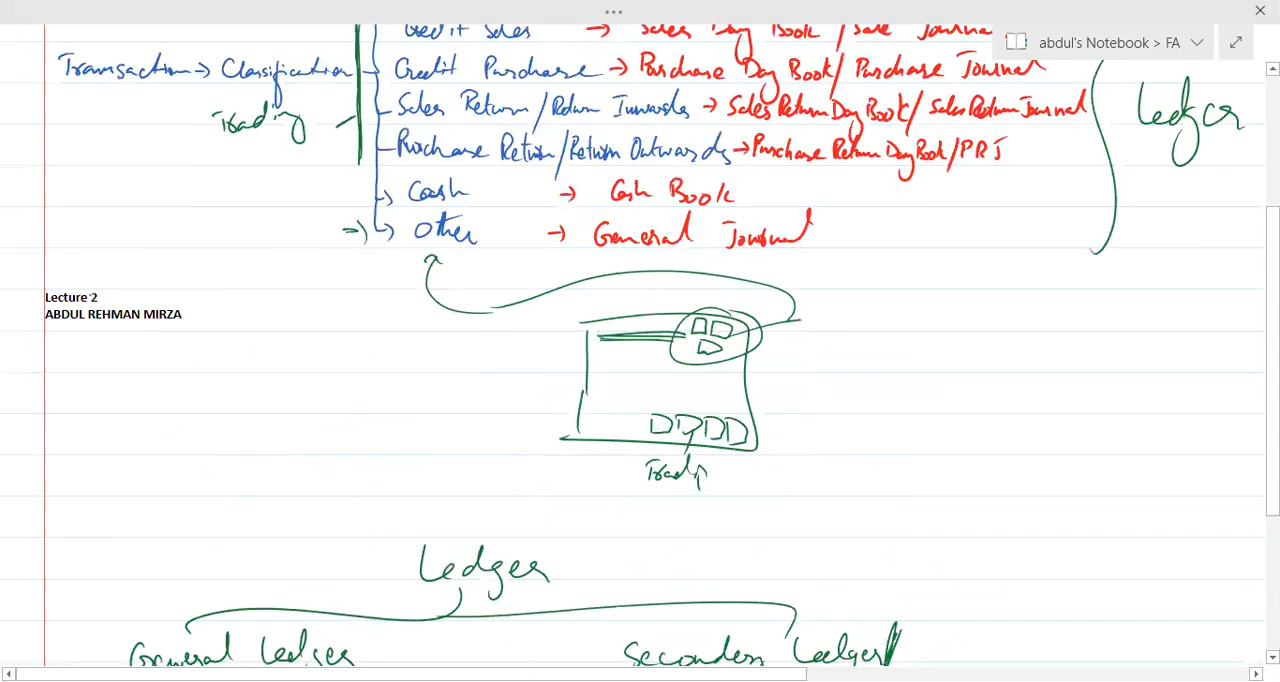 Credit Sales → Sales Day Book / Sale Journal
abdul's Notebook > FA
Transaction → Classification
Credit Purchase → Purchase Day Book/ Purchase Journal
Trading
Sales Return/Return Inwards → Sales Return Day Book/ Sales Return Journal
Purchase Return/Return Outwards → Purchase Return Day Book/PRJ
Cash → Cash Book
⇒ Other → General Journal
Ledger
Lecture 2
ABDUL REHMAN MIRZA
Ledger
General Ledger
Ledger